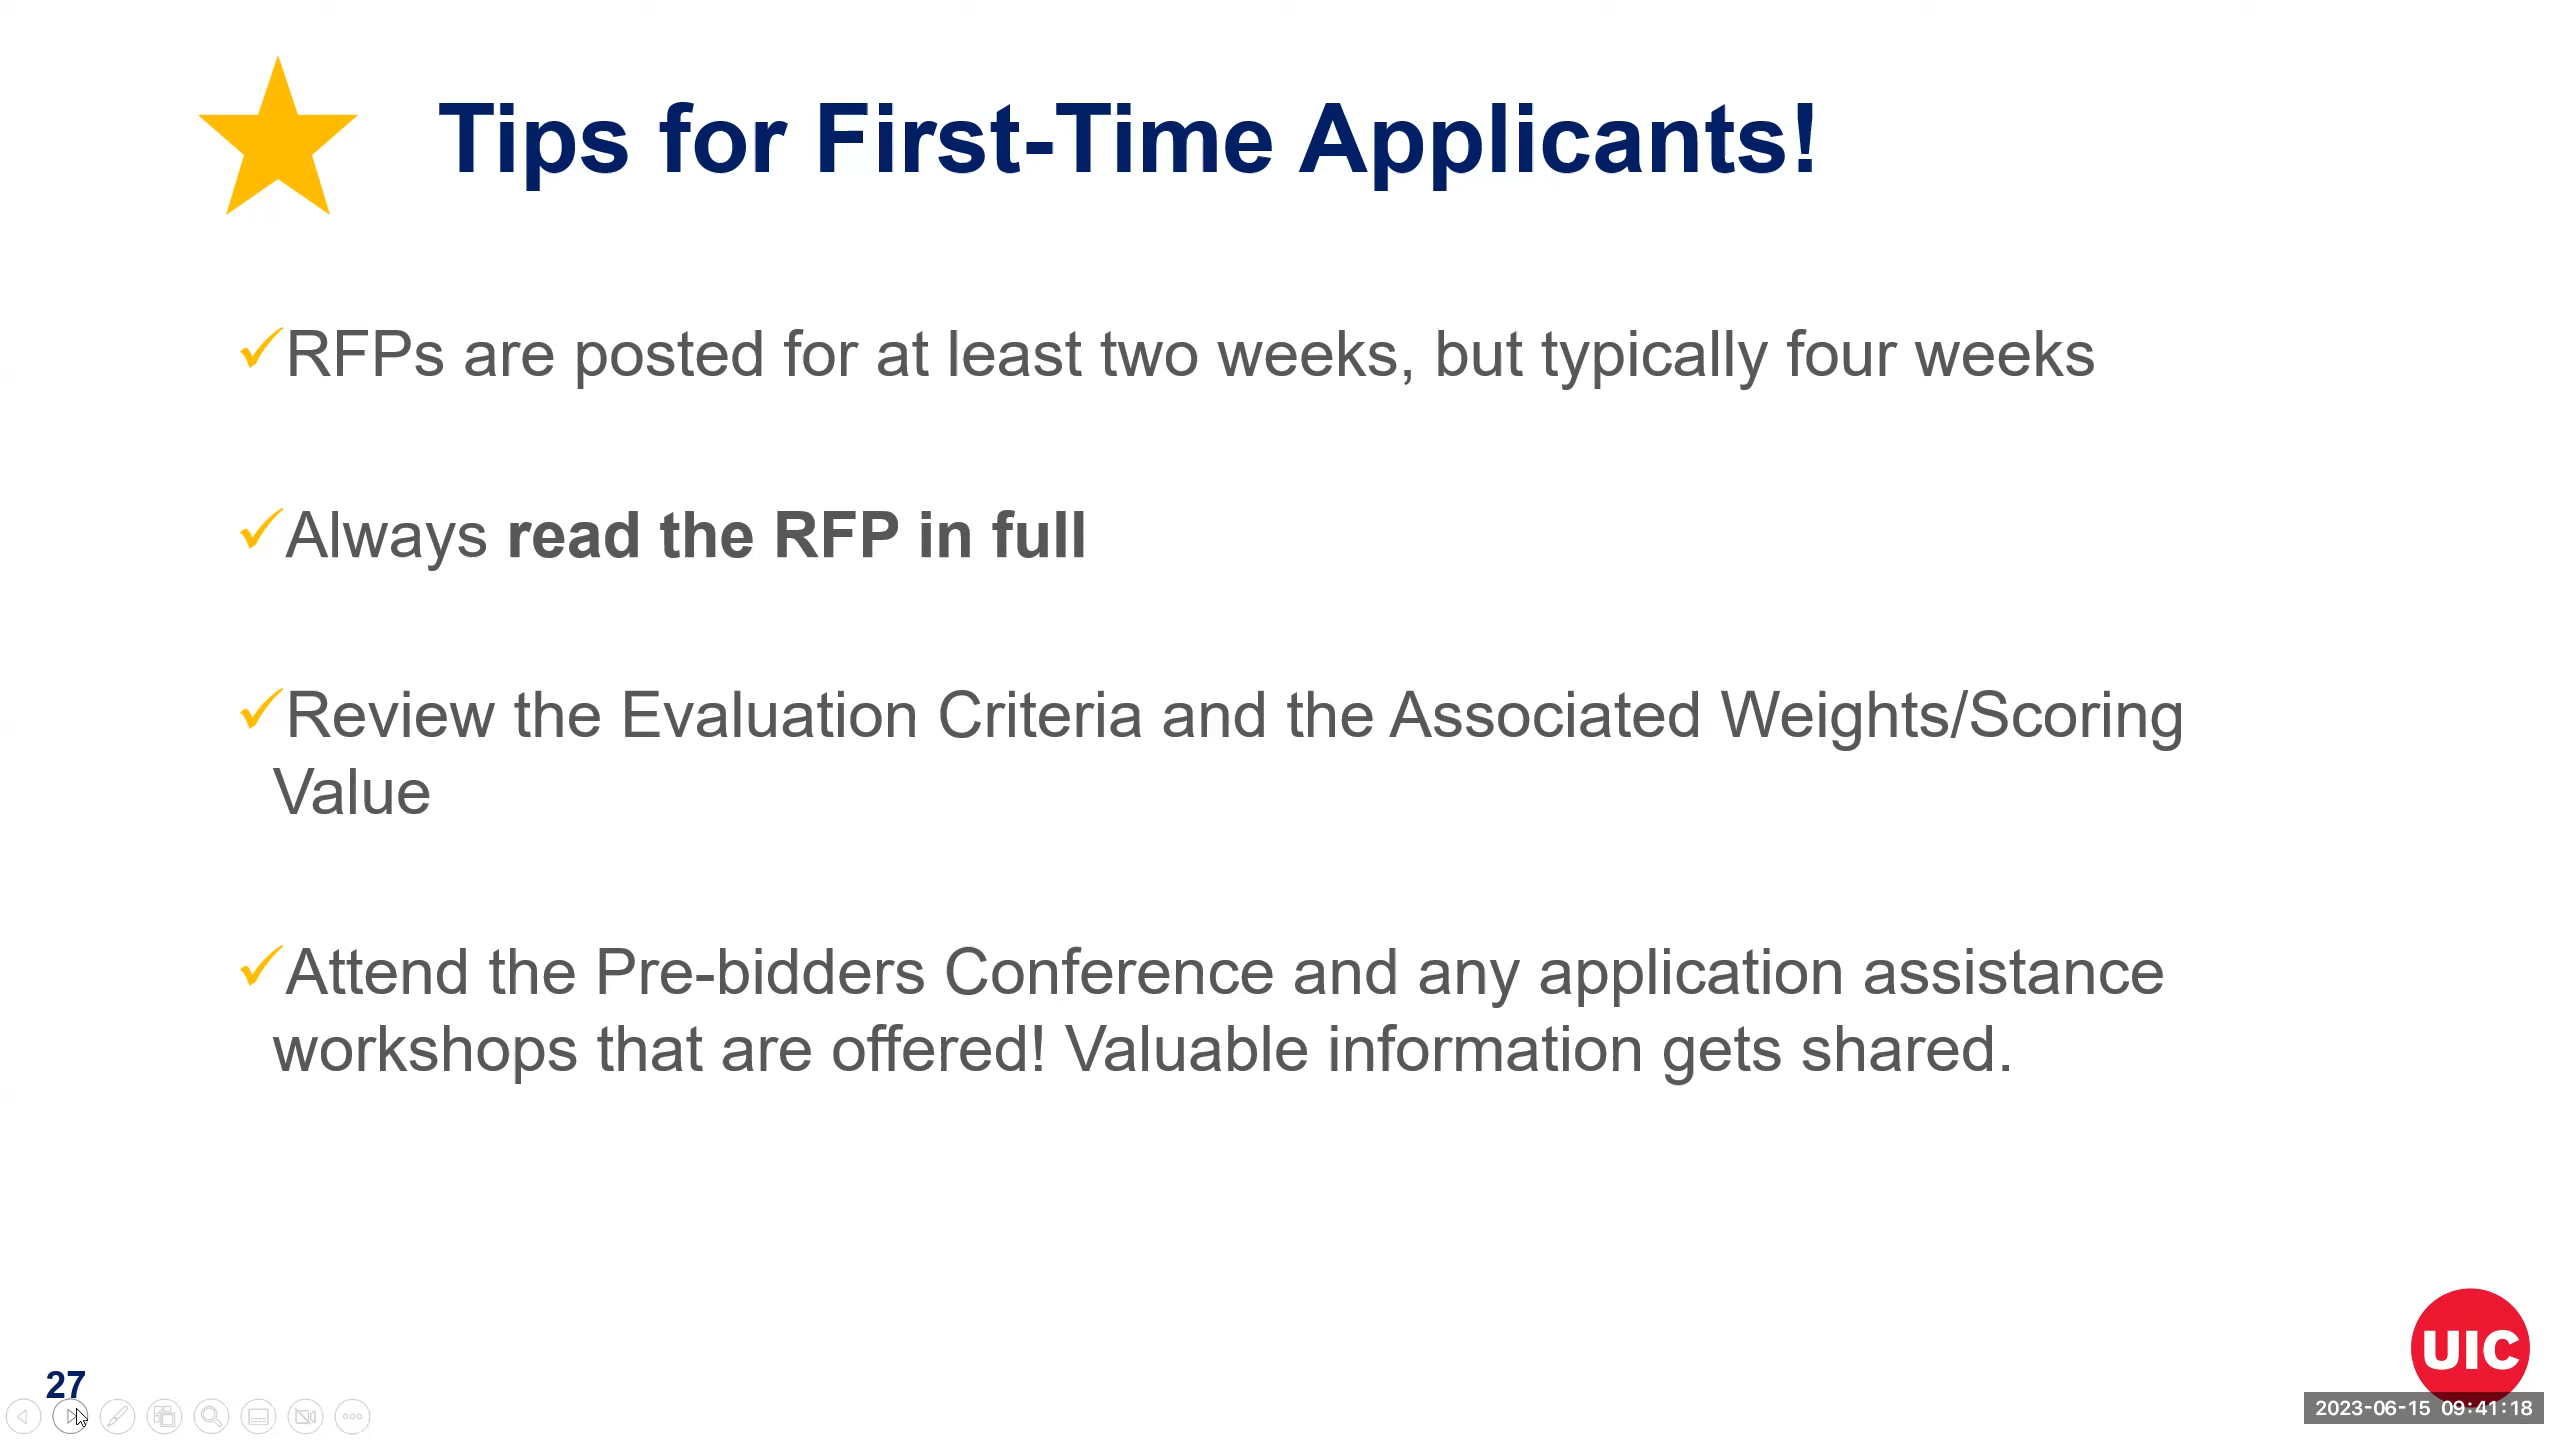 Tips for First-Time Applicants!
✓RFPs are posted for at least two weeks, but typically four weeks
✓Always read the RFP in full
✓Review the Evaluation Criteria and the Associated Weights/Scoring
Value
✓Attend the Pre-bidders Conference and any application assistance
workshops that are offered! Valuable information gets shared.
27
UIC
2023-06-15 09:41:18